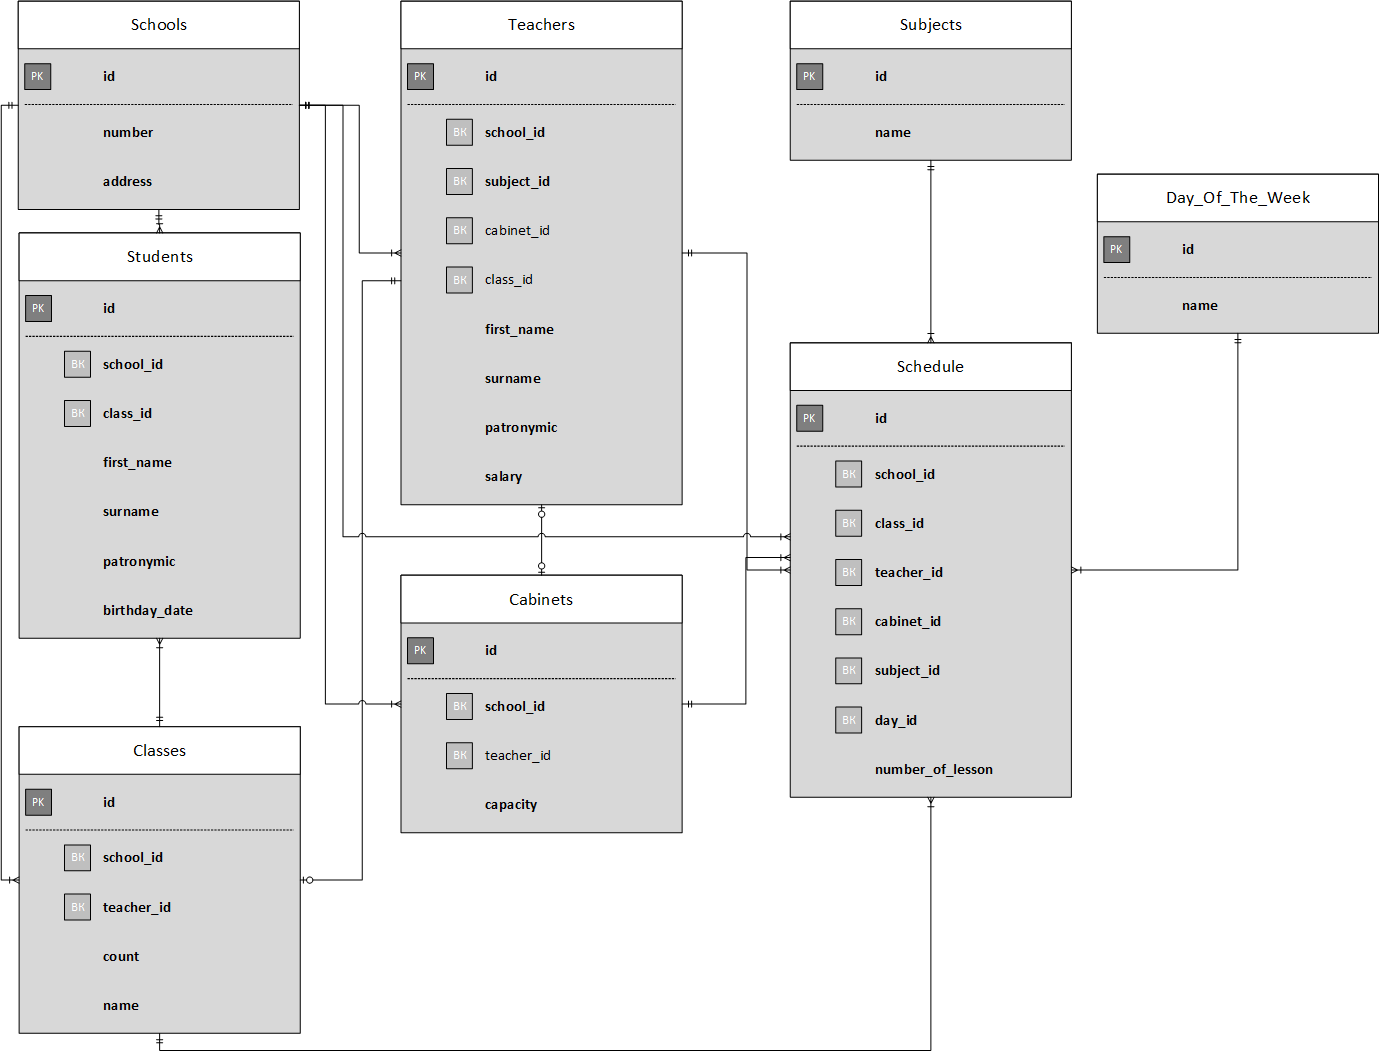 Schools
PK id
number
address
Teachers
PK id
BK school_id
BK subject_id
BK cabinet_id
BK class_id
first_name
surname
patronymic
salary
Subjects
PK id
name
Day_Of_The_Week
PK id
name
Students
PK id
BK school_id
BK class_id
first_name
surname
patronymic
birthday_date
Schedule
PK id
BK school_id
BK class_id
BK teacher_id
BK cabinet_id
BK subject_id
BK day_id
number_of_lesson
Cabinets
PK id
BK school_id
BK teacher_id
capacity
Classes
PK id
BK school_id
BK teacher_id
count
name